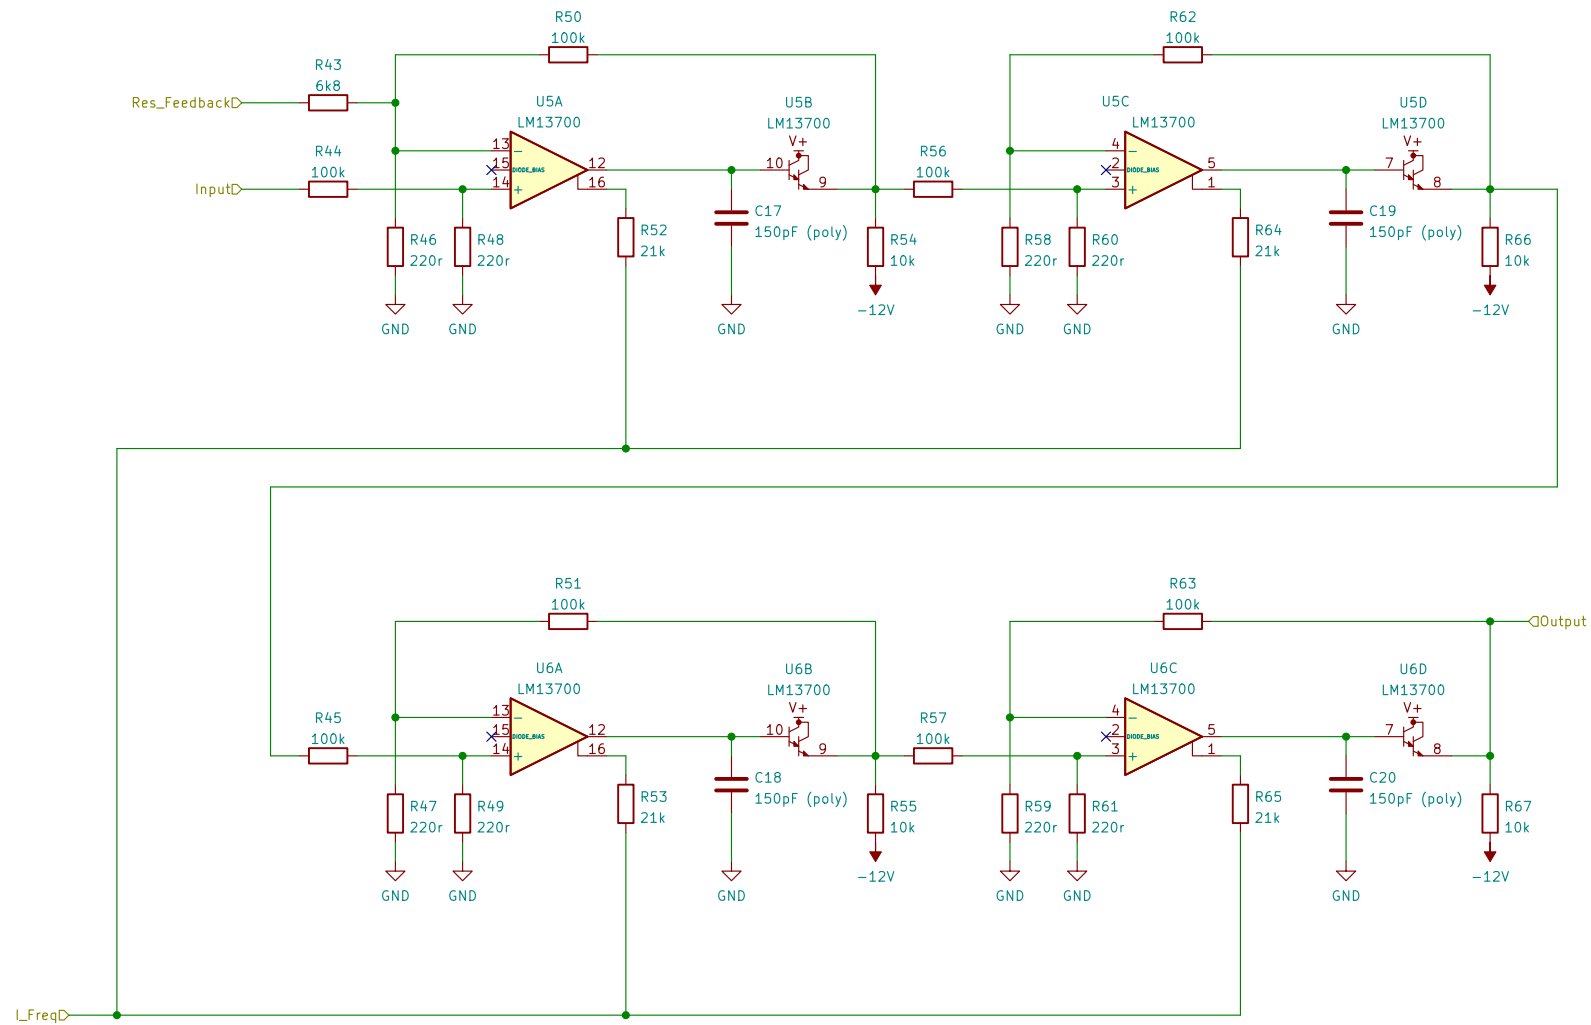 R50
100k
R62
100k
R43
6k8
Res_Feedback
U5A
LM13700
U5B
LM13700
U5C
LM13700
U5D
LM13700
V+
V+
13
15
14
−
DIODE_BIAS
+
12
16
10
9
4
2
3
−
DIODE_BIAS
+
5
1
7
8
R44
100k
Input
R56
100k
R46
220r
R48
220r
R52
21k
C17
150pF (poly)
R54
10k
R58
220r
R60
220r
R64
21k
C19
150pF (poly)
R66
10k
GND
GND
GND
-12V
GND
GND
GND
-12V
R51
100k
R63
100k
Output
U6A
LM13700
U6B
LM13700
U6C
LM13700
U6D
LM13700
V+
V+
13
15
14
−
DIODE_BIAS
+
12
16
10
9
4
2
3
−
DIODE_BIAS
+
5
1
7
8
R45
100k
R57
100k
R47
220r
R49
220r
R53
21k
C18
150pF (poly)
R55
10k
R59
220r
R61
220r
R65
21k
C20
150pF (poly)
R67
10k
GND
GND
GND
-12V
GND
GND
GND
-12V
I_Freq